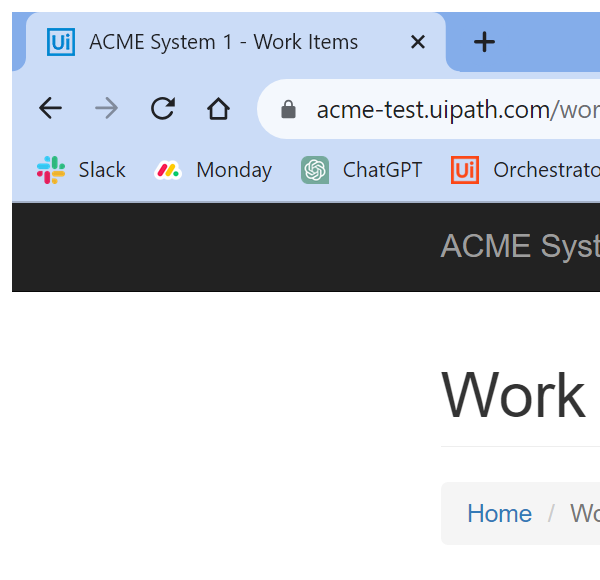 Ui ACME System 1 - Work Items
acme-test.uipath.com/wor
Slack Monday ChatGPT Ui Orchestrato
ACME Syst
Work
Home / Wo